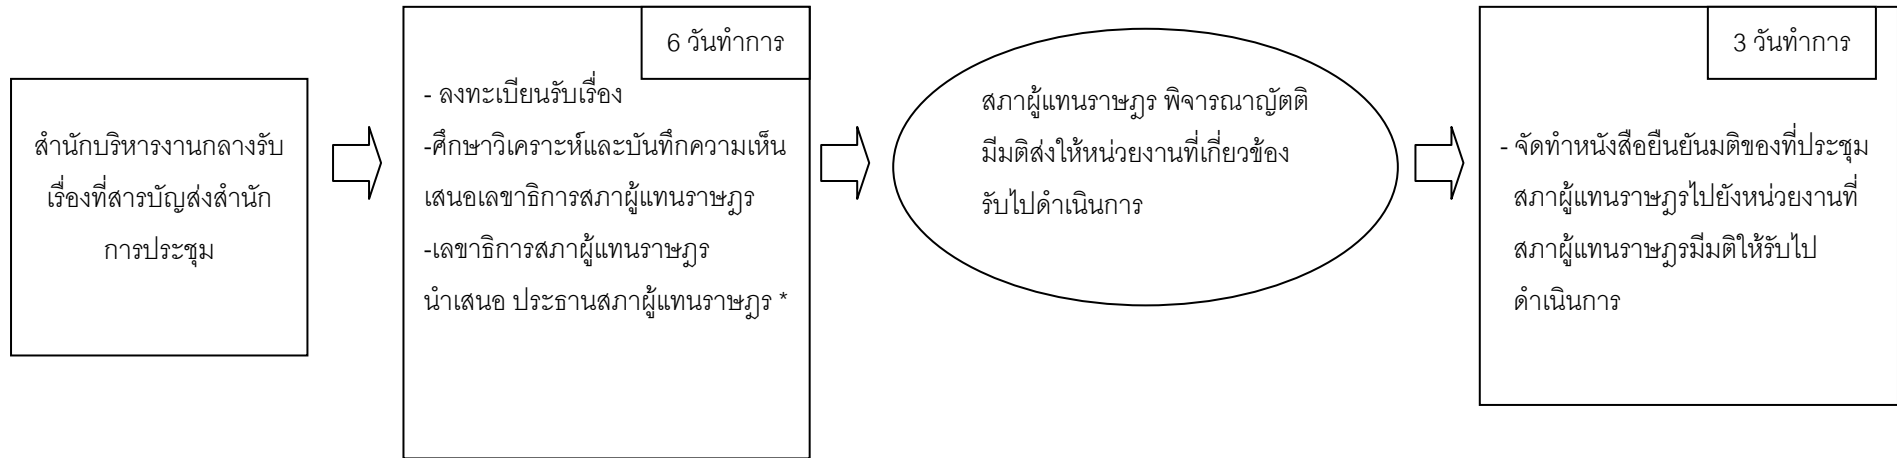 สำนักบริหารงานกลางรับ
เรื่องที่สารบัญส่งสำนัก
การประชุม
6 วันทำการ
- ลงทะเบียนรับเรื่อง
-ศึกษาวิเคราะห์และบันทึกความเห็น
เสนอเลขาธิการสภาผู้แทนราษฎร
-เลขาธิการสภาผู้แทนราษฎร
นำเสนอ ประธานสภาผู้แทนราษฎร *
สภาผู้แทนราษฎร พิจารณาญัตติ
มีมติส่งให้หน่วยงานที่เกี่ยวข้อง
รับไปดำเนินการ
3 วันทำการ
- จัดทำหนังสือยืนยันมติของที่ประชุม
สภาผู้แทนราษฎรไปยังหน่วยงานที่
สภาผู้แทนราษฎรมีมติให้รับไป
ดำเนินการ